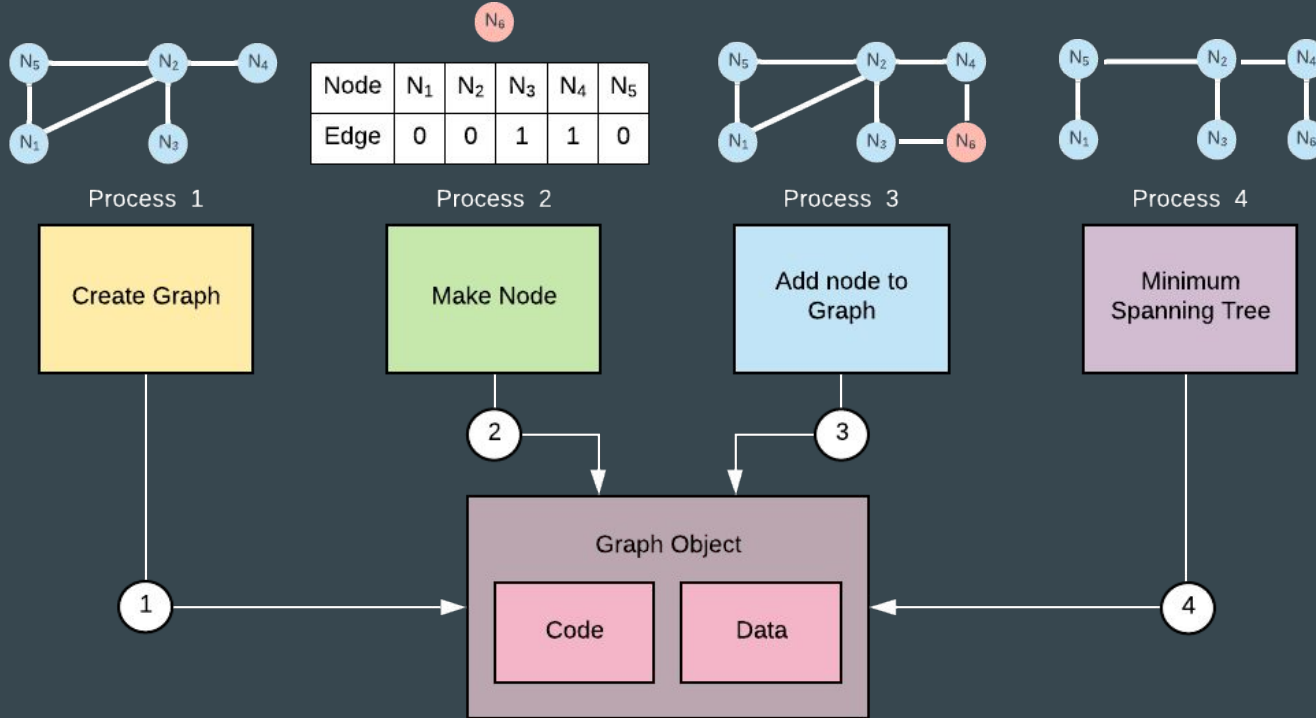 N₆
N₅ N₂ N₄
N₁ N₃
Node N₁ N₂ N₃ N₄ N₅
Edge 0 0 1 1 0
N₅ N₂ N₄
N₁ N₃ N₆
N₅ N₂ N₄
N₁ N₃ N₆
Process 1
Process 2
Process 3
Process 4
Create Graph
Make Node
Add node to
Graph
Minimum
Spanning Tree
2
3
Graph Object
1
4
Code
Data